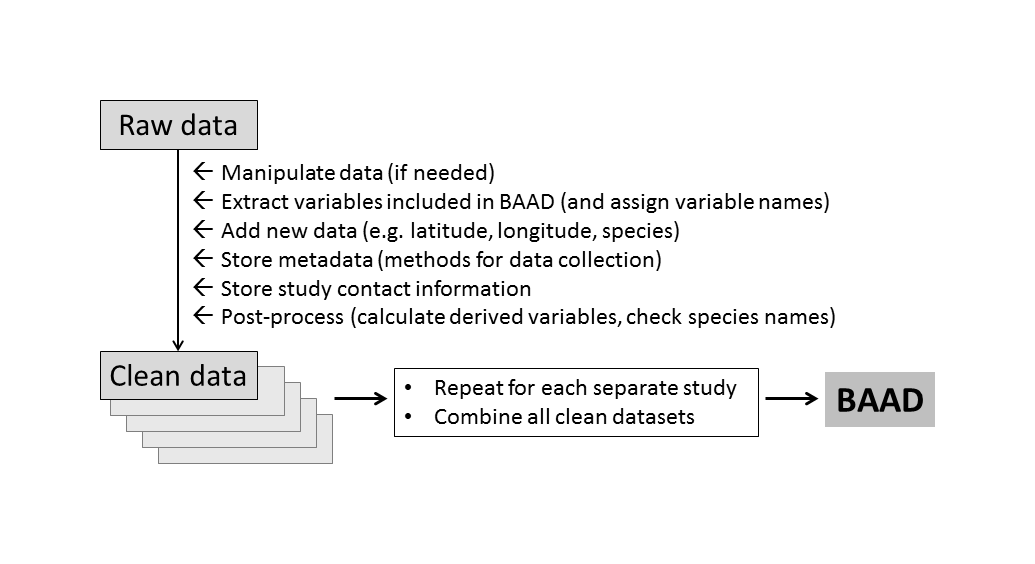 Raw data
← Manipulate data (if needed)
← Extract variables included in BAAD (and assign variable names)
← Add new data (e.g. latitude, longitude, species)
← Store metadata (methods for data collection)
← Store study contact information
← Post-process (calculate derived variables, check species names)
Clean data
• Repeat for each separate study
• Combine all clean datasets
BAAD